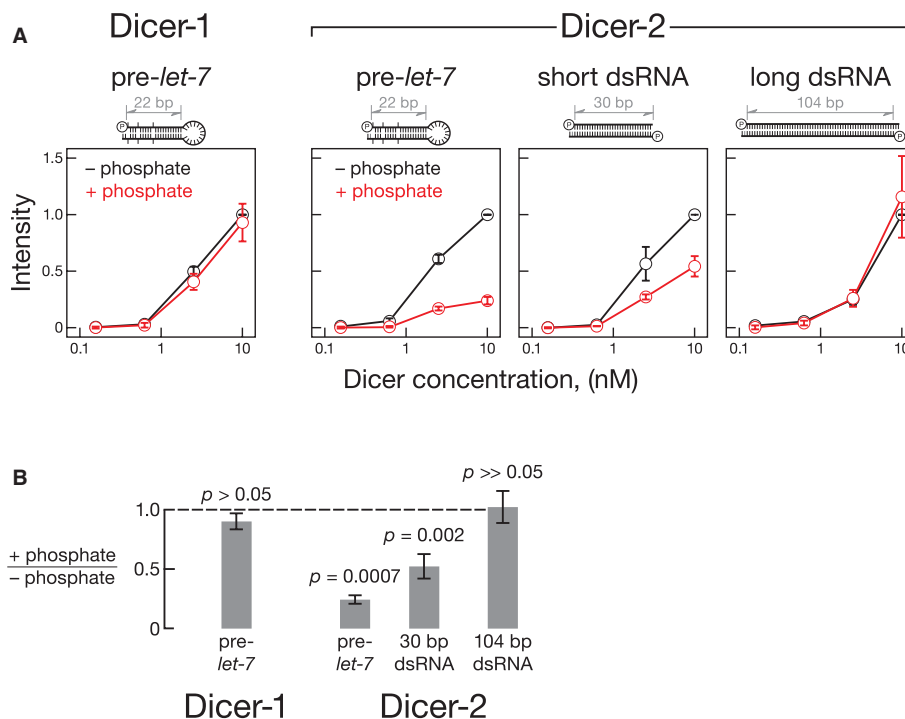 A
Dicer-1
Dicer-2
pre-let-7
pre-let-7
short dsRNA
long dsRNA
22 bp
22 bp
30 bp
104 bp
P
P
P
P
P
P
1.5
1.0
0.5
0
Intensity
– phosphate
+ phosphate
– phosphate
+ phosphate
0.1
1
10
0.1
1
10
0.1
1
10
0.1
1
10
Dicer concentration, (nM)
B
+ phosphate
– phosphate
1.0
0.5
0
p > 0.05
p = 0.0007
p = 0.002
p >> 0.05
pre-
let-7
pre-
let-7
30 bp
dsRNA
104 bp
dsRNA
Dicer-1
Dicer-2